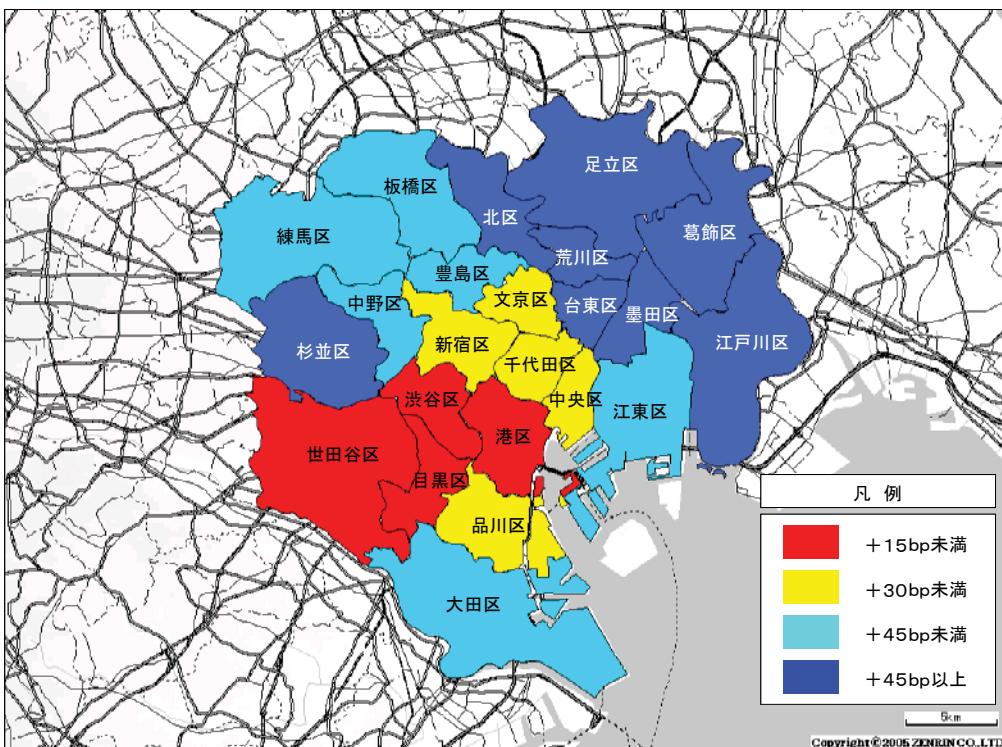 足立区
板橋区
北区
葛飾区
練馬区
荒川区
豊島区
文京区
台東区
墨田区
中野区
江戸川区
杉並区
新宿区
千代田区
中央区
渋谷区
江東区
港区
世田谷区
目黒区
品川区
大田区
凡 例
+15bp未満
+30bp未満
+45bp未満
+45bp以上
5km
Copyright©2005 ZENRIN CO.,LTD